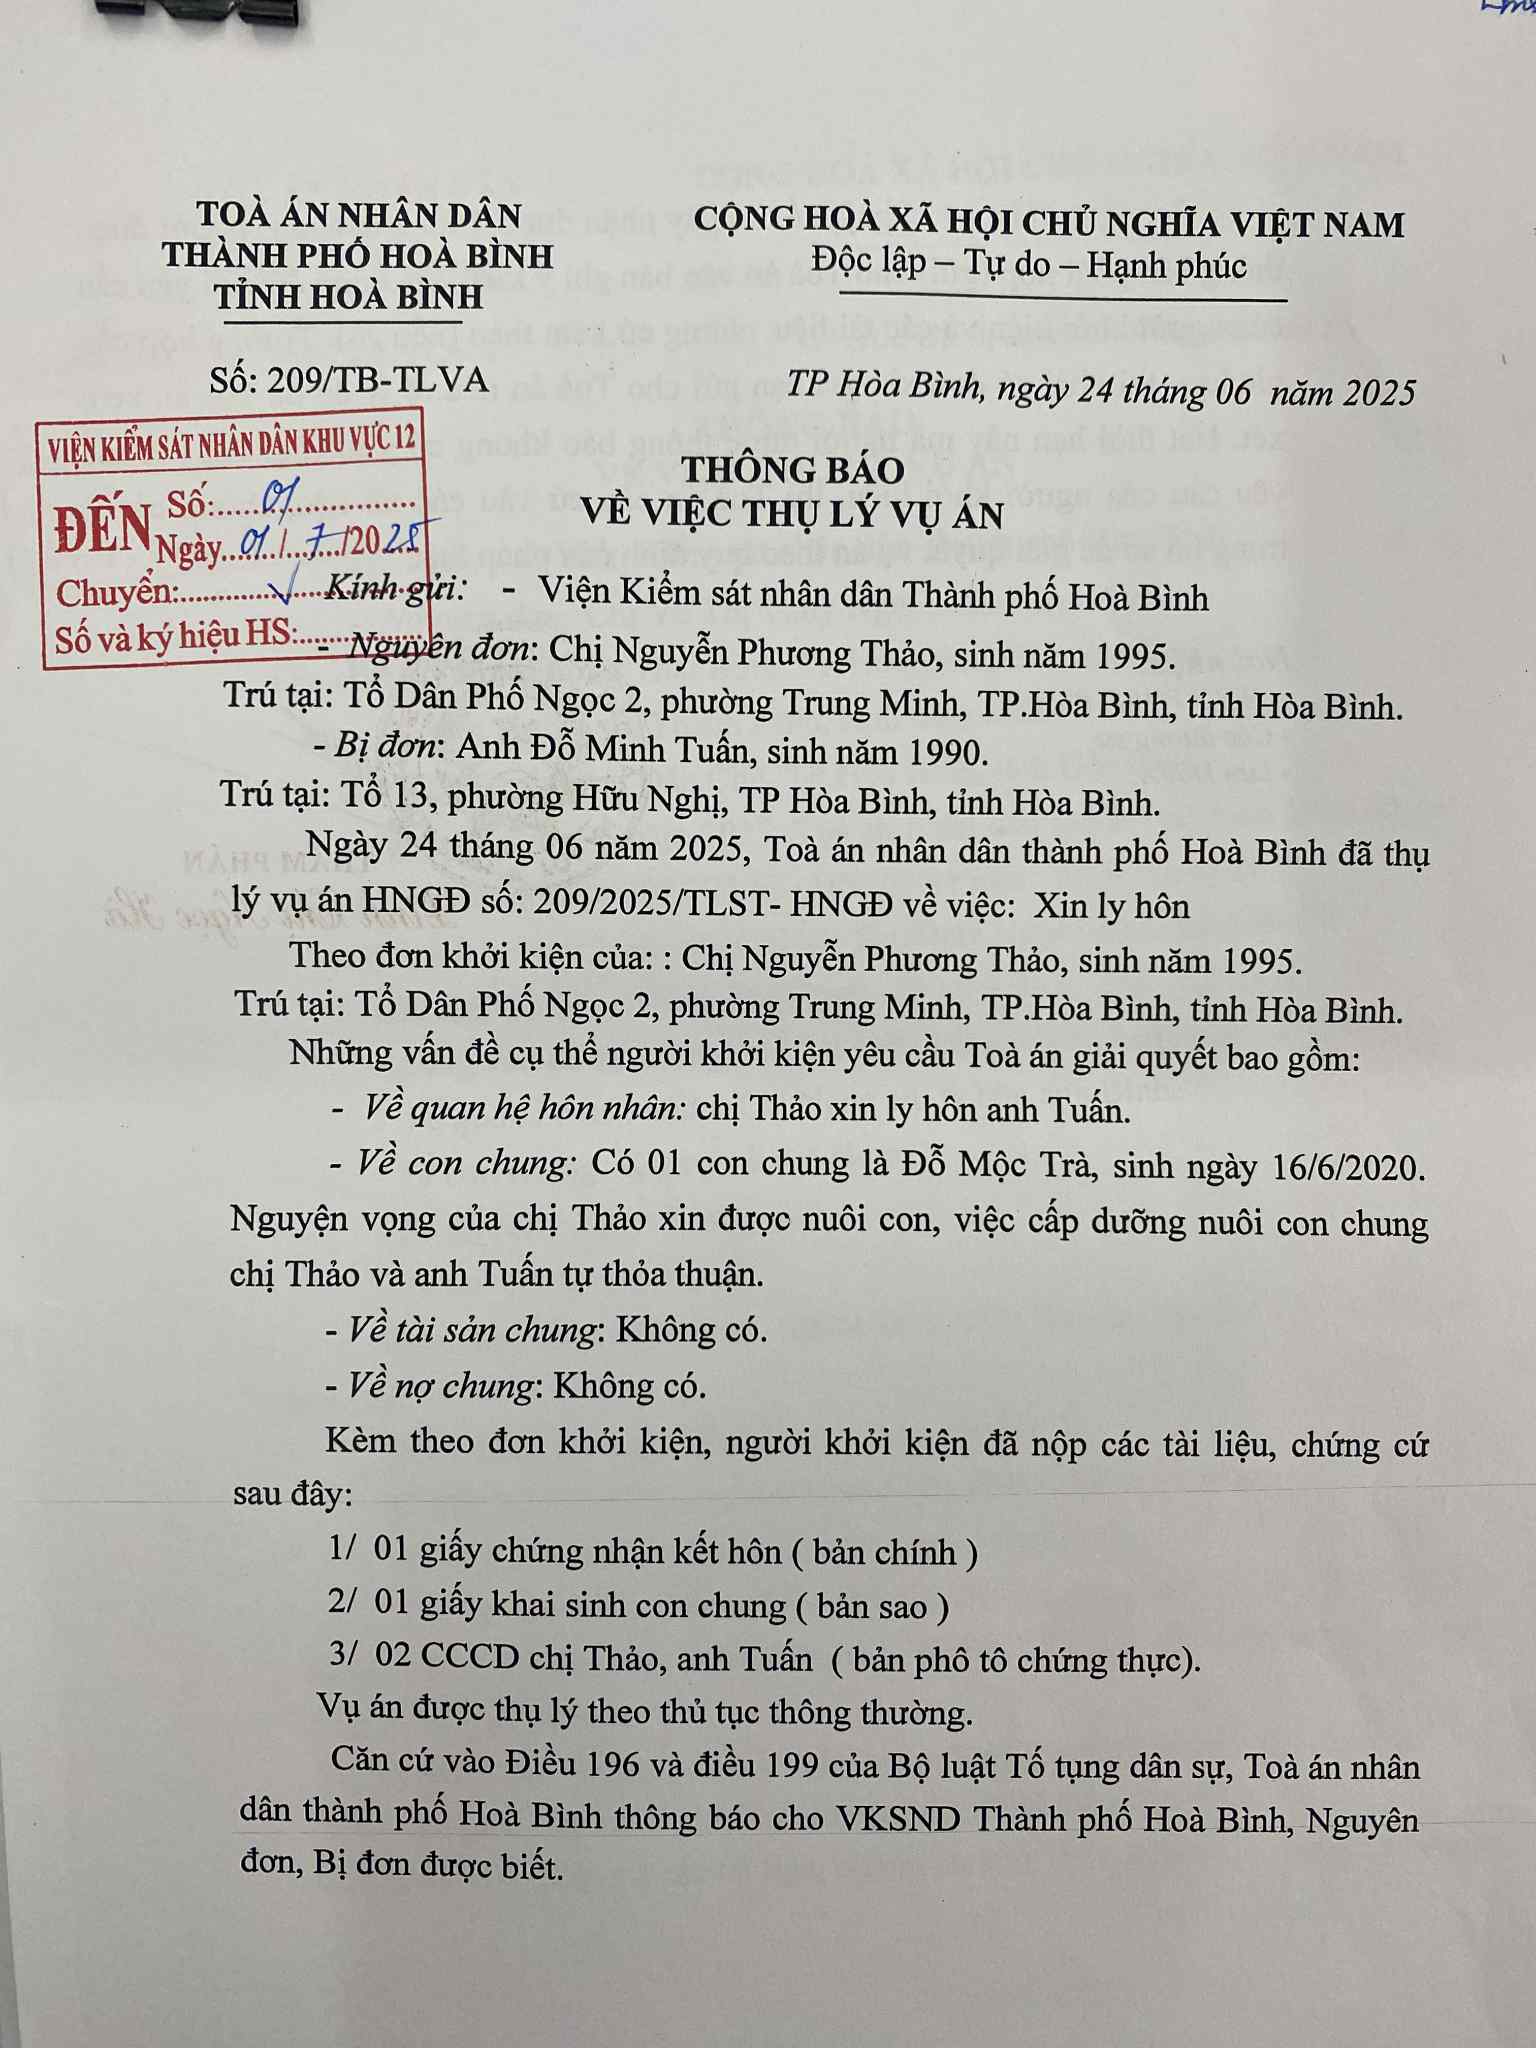 TOÀ ÁN NHÂN DÂN
THÀNH PHỐ HOÀ BÌNH
TỈNH HOÀ BÌNH
CỘNG HOÀ XÃ HỘI CHỦ NGHĨA VIỆT NAM
Độc lập – Tự do – Hạnh phúc
Số: 209/TB-TLVA
TP Hòa Bình, ngày 24 tháng 06 năm 2025
VIỆN KIỂM SÁT NHÂN DÂN KHU VỰC 12
ĐẾN
Số:.....01...............
Ngày..01../..7.../2025
Chuyển:...............
Số và ký hiệu HS:...............
THÔNG BÁO
VỀ VIỆC THỤ LÝ VỤ ÁN
Kính gửi: - Viện Kiểm sát nhân dân Thành phố Hoà Bình
- Nguyên đơn: Chị Nguyễn Phương Thảo, sinh năm 1995.
Trú tại: Tổ Dân Phố Ngọc 2, phường Trung Minh, TP.Hòa Bình, tỉnh Hòa Bình.
- Bị đơn: Anh Đỗ Minh Tuấn, sinh năm 1990.
Trú tại: Tổ 13, phường Hữu Nghị, TP Hòa Bình, tỉnh Hòa Bình.
Ngày 24 tháng 06 năm 2025, Toà án nhân dân thành phố Hoà Bình đã thụ
lý vụ án HNGĐ số: 209/2025/TLST- HNGĐ về việc: Xin ly hôn
Theo đơn khởi kiện của: : Chị Nguyễn Phương Thảo, sinh năm 1995.
Trú tại: Tổ Dân Phố Ngọc 2, phường Trung Minh, TP.Hòa Bình, tỉnh Hòa Bình.
Những vấn đề cụ thể người khởi kiện yêu cầu Toà án giải quyết bao gồm:
- Về quan hệ hôn nhân: chị Thảo xin ly hôn anh Tuấn.
- Về con chung: Có 01 con chung là Đỗ Mộc Trà, sinh ngày 16/6/2020.
Nguyện vọng của chị Thảo xin được nuôi con, việc cấp dưỡng nuôi con chung
chị Thảo và anh Tuấn tự thỏa thuận.
- Về tài sản chung: Không có.
- Về nợ chung: Không có.
Kèm theo đơn khởi kiện, người khởi kiện đã nộp các tài liệu, chứng cứ
sau đây:
1/ 01 giấy chứng nhận kết hôn ( bản chính )
2/ 01 giấy khai sinh con chung ( bản sao )
3/ 02 CCCD chị Thảo, anh Tuấn ( bản phô tô chứng thực).
Vụ án được thụ lý theo thủ tục thông thường.
Căn cứ vào Điều 196 và điều 199 của Bộ luật Tố tụng dân sự, Toà án nhân
dân thành phố Hoà Bình thông báo cho VKSND Thành phố Hoà Bình, Nguyên
đơn, Bị đơn được biết.